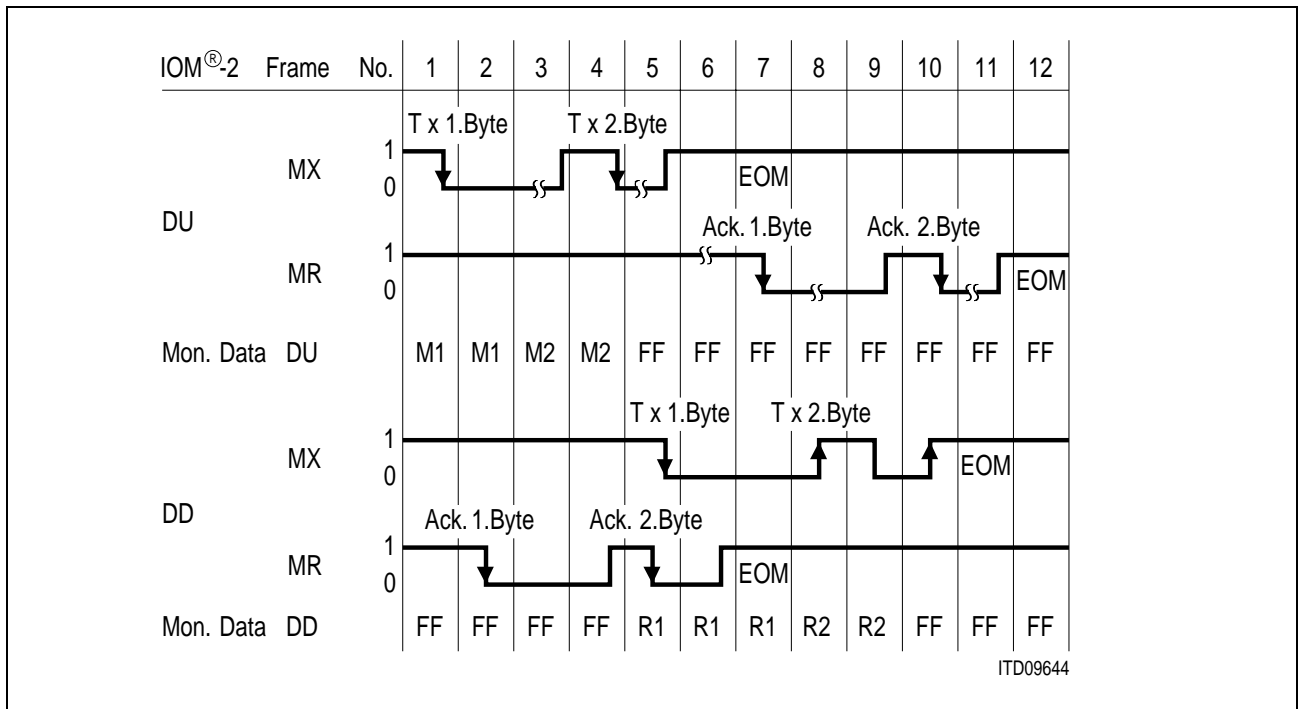 IOM®-2 Frame No. 1 2 3 4 5 6 7 8 9 10 11 12
T x 1.Byte T x 2.Byte
1
MX EOM
0
DU
Ack. 1.Byte Ack. 2.Byte
1
MR EOM
0
Mon. Data DU M1 M1 M2 M2 FF FF FF FF FF FF FF FF
T x 1.Byte T x 2.Byte
1
MX EOM
0
DD
Ack. 1.Byte Ack. 2.Byte
1
MR EOM
0
Mon. Data DD FF FF FF FF R1 R1 R1 R2 R2 FF FF FF
ITD09644